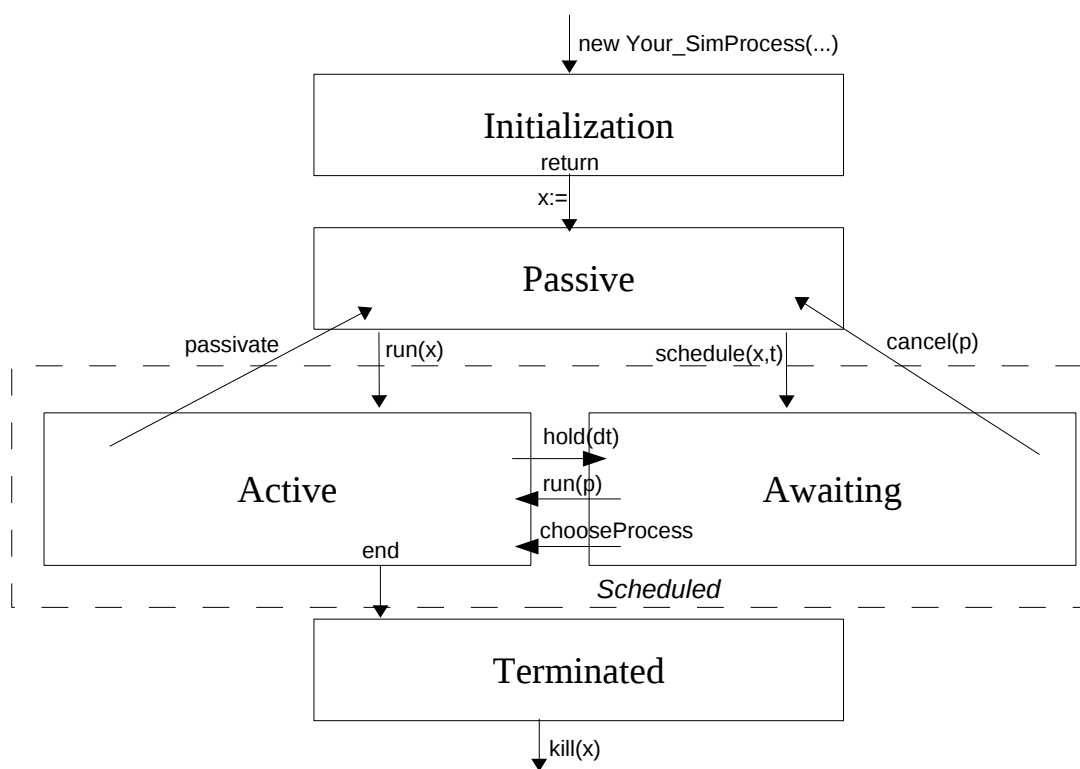 new Your_SimProcess(...)
Initialization
return
x:=
Passive
passivate
run(x)
schedule(x,t)
cancel(p)
hold(dt)
Active
run(p)
Awaiting
chooseProcess
end
Scheduled
Terminated
kill(x)